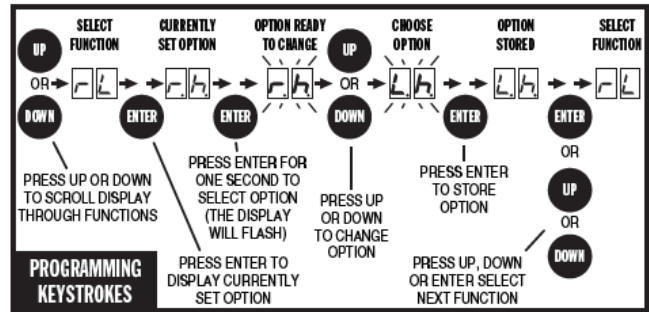 SELECT
FUNCTION
CURRENTLY
SET OPTION
OPTION READY
TO CHANGE
CHOOSE
OPTION
OPTION
STORED
SELECT
FUNCTION
UP
OR
DOWN
rL
ENTER
r.h.
ENTER
r.h.
UP
OR
DOWN
L.h.
ENTER
L.h.
ENTER
OR
UP
OR
DOWN
rL
PRESS UP OR DOWN
TO SCROLL DISPLAY
THROUGH FUNCTIONS
PRESS ENTER TO
DISPLAY CURRENTLY
SET OPTION
PRESS ENTER FOR
ONE SECOND TO
SELECT OPTION
(THE DISPLAY
WILL FLASH)
PRESS UP
OR DOWN
TO CHANGE
OPTION
PRESS ENTER
TO STORE
OPTION
PRESS UP, DOWN
OR ENTER SELECT
NEXT FUNCTION
PROGRAMMING
KEYSTROKES